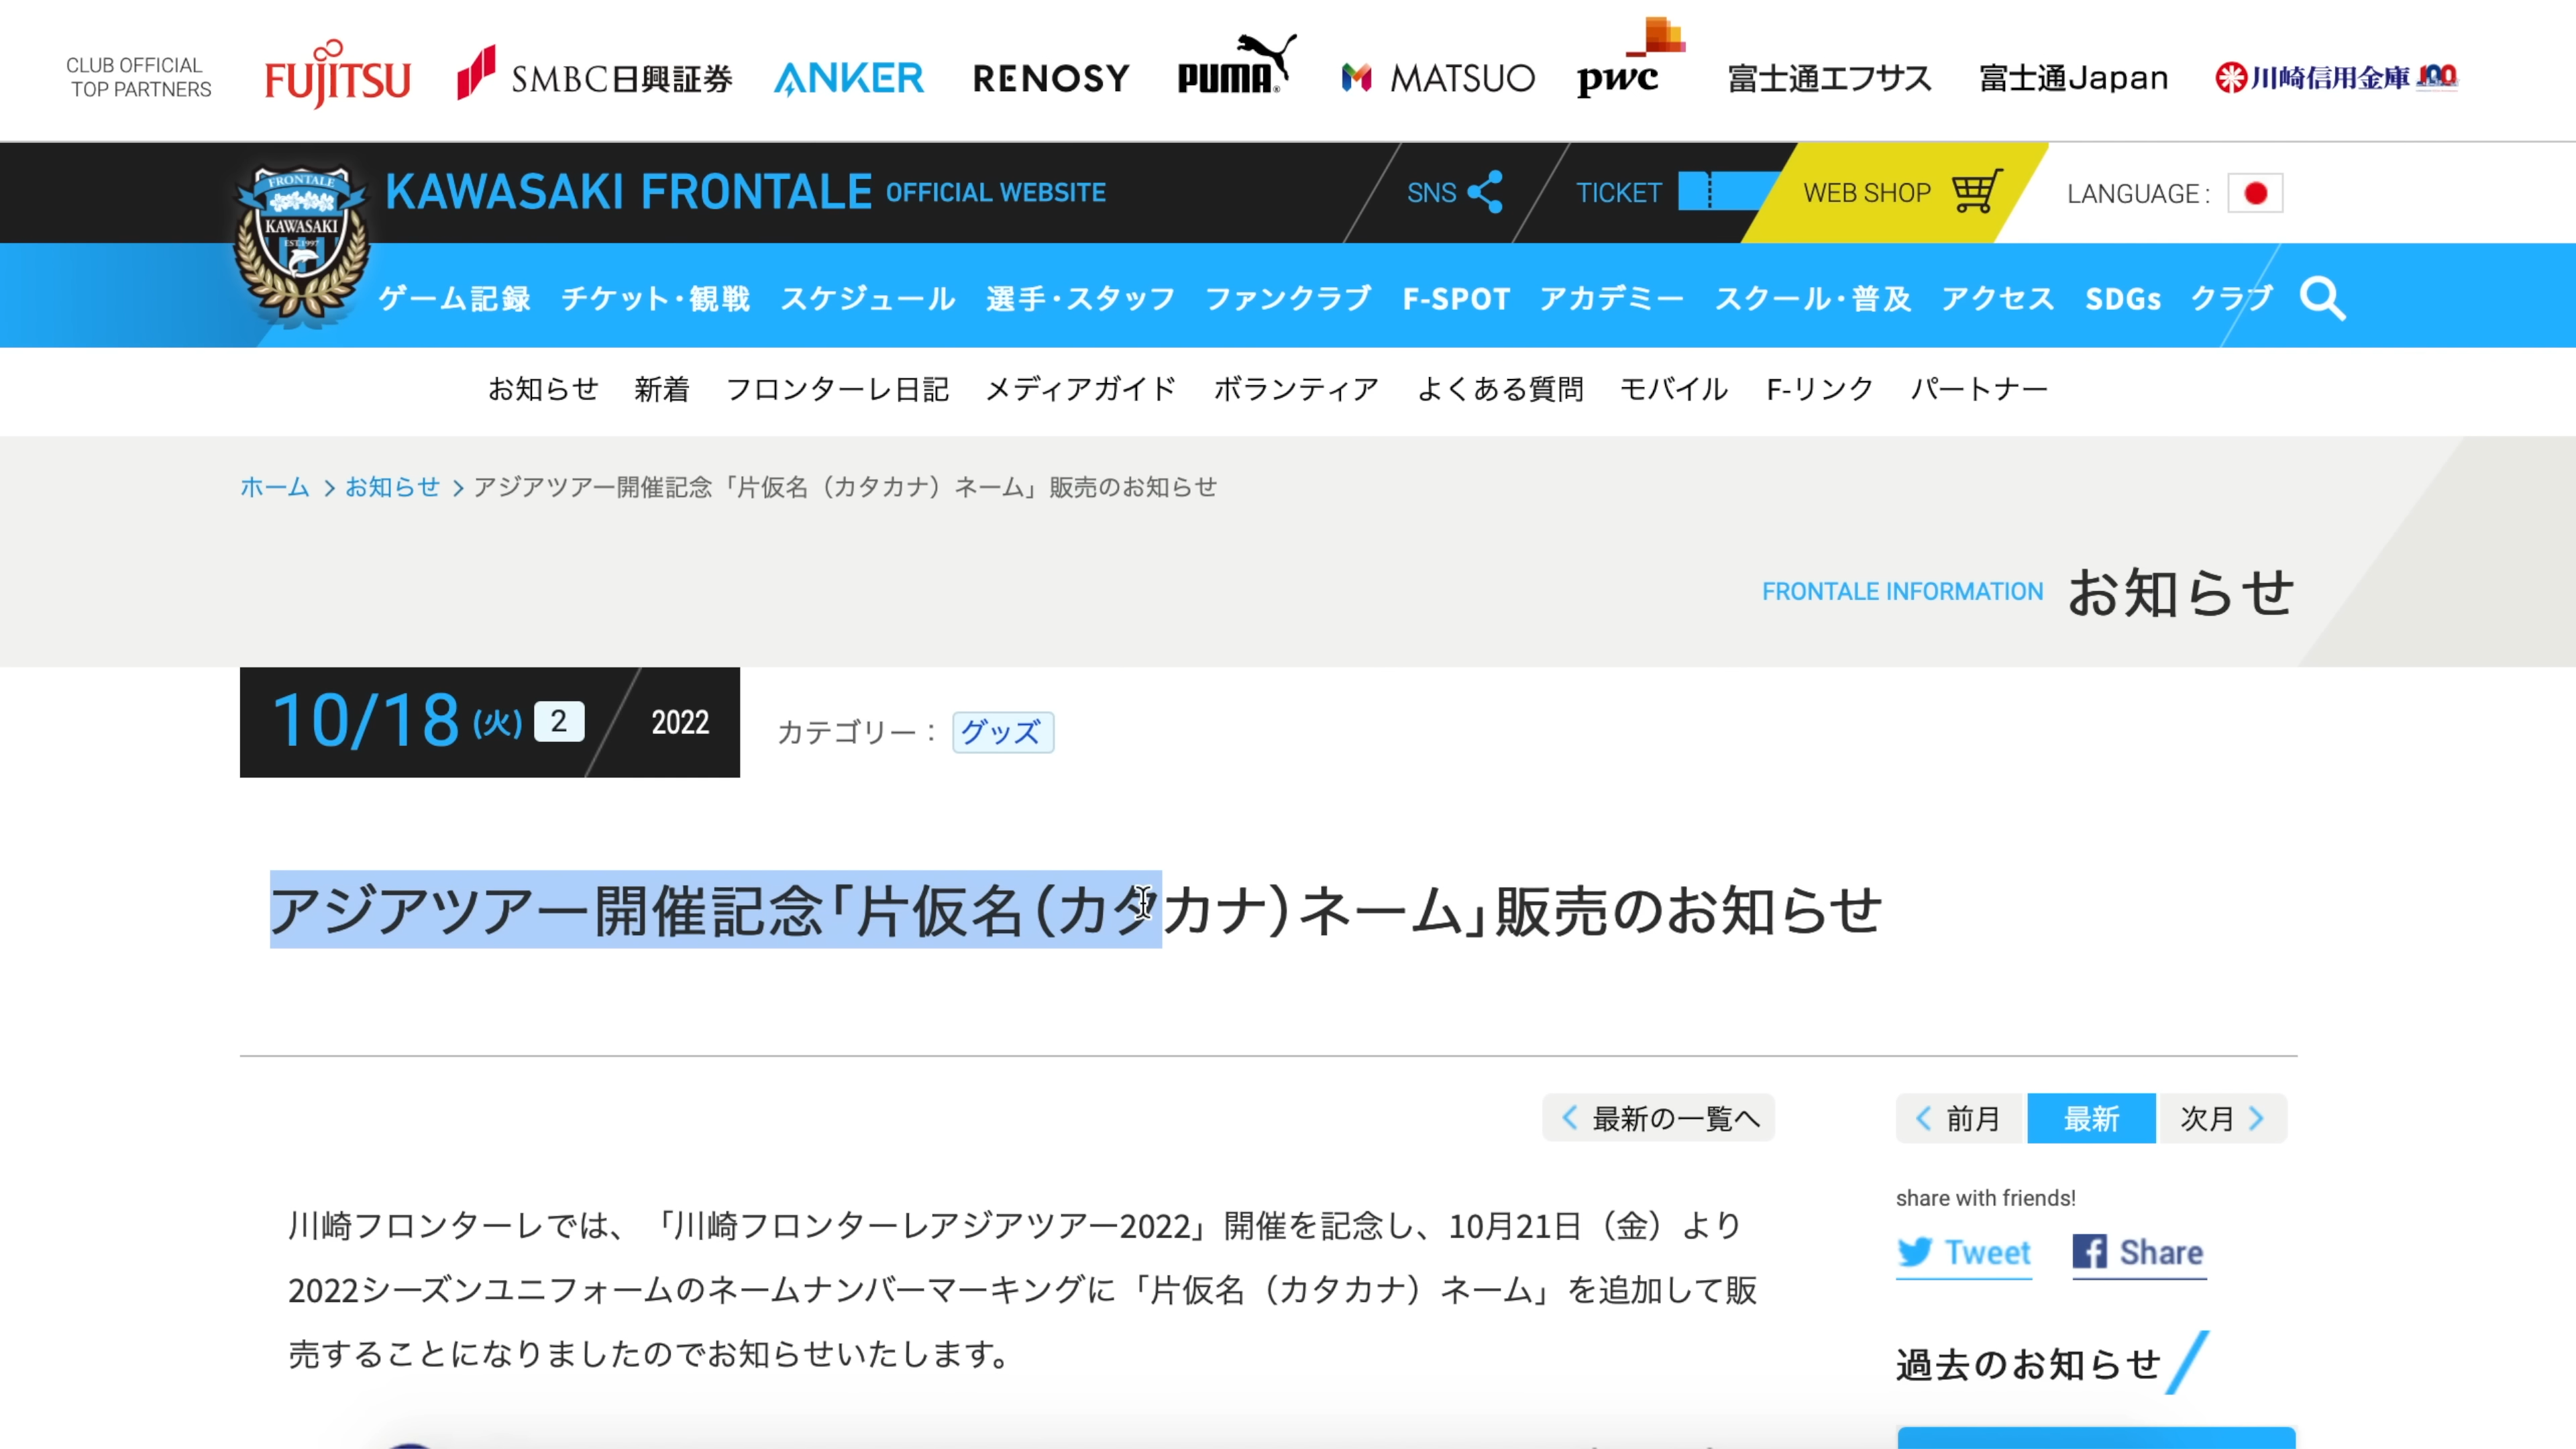 CLUB OFFICIAL
TOP PARTNERS
FUJITSU
SMBC日興証券
ANKER
RENOSY
PUMA
MATSUO
pwc
富士通エフサス
富士通Japan
川崎信用金庫 100
FRONTALE
KAWASAKI
EST.1997
KAWASAKI FRONTALE OFFICIAL WEBSITE
SNS
TICKET
WEB SHOP
LANGUAGE :
ゲーム記録 チケット・観戦 スケジュール 選手・スタッフ ファンクラブ F-SPOT アカデミー スクール・普及 アクセス SDGs クラブ
お知らせ 新着 フロンターレ日記 メディアガイド ボランティア よくある質問 モバイル F-リンク パートナー
ホーム > お知らせ > アジアツアー開催記念「片仮名（カタカナ）ネーム」販売のお知らせ
FRONTALE INFORMATION お知らせ
10/18 (火) 2 2022
カテゴリー： グッズ
アジアツアー開催記念「片仮名（カタカナ）ネーム」販売のお知らせ
最新の一覧へ
前月 最新 次月
川崎フロンターレでは、「川崎フロンターレアジアツアー2022」開催を記念し、10月21日（金）より
2022シーズンユニフォームのネームナンバーマーキングに「片仮名（カタカナ）ネーム」を追加して販
売することになりましたのでお知らせいたします。
share with friends!
Tweet Share
過去のお知らせ